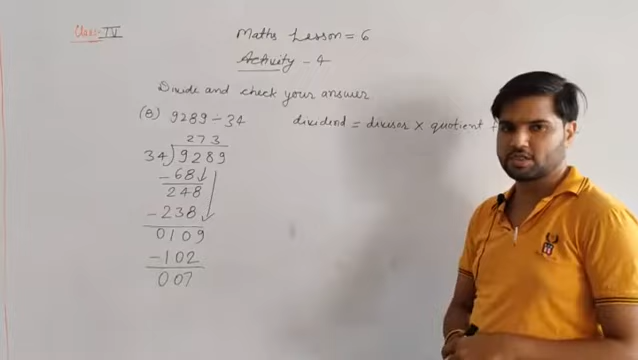 Class-IV
Maths Lesson = 6
Activity - 4
Divide and check your answer.
(B) 9289 - 34
dividend = divisor × quotient +
273
34)9289
-68
248
-238
0109
-102
007